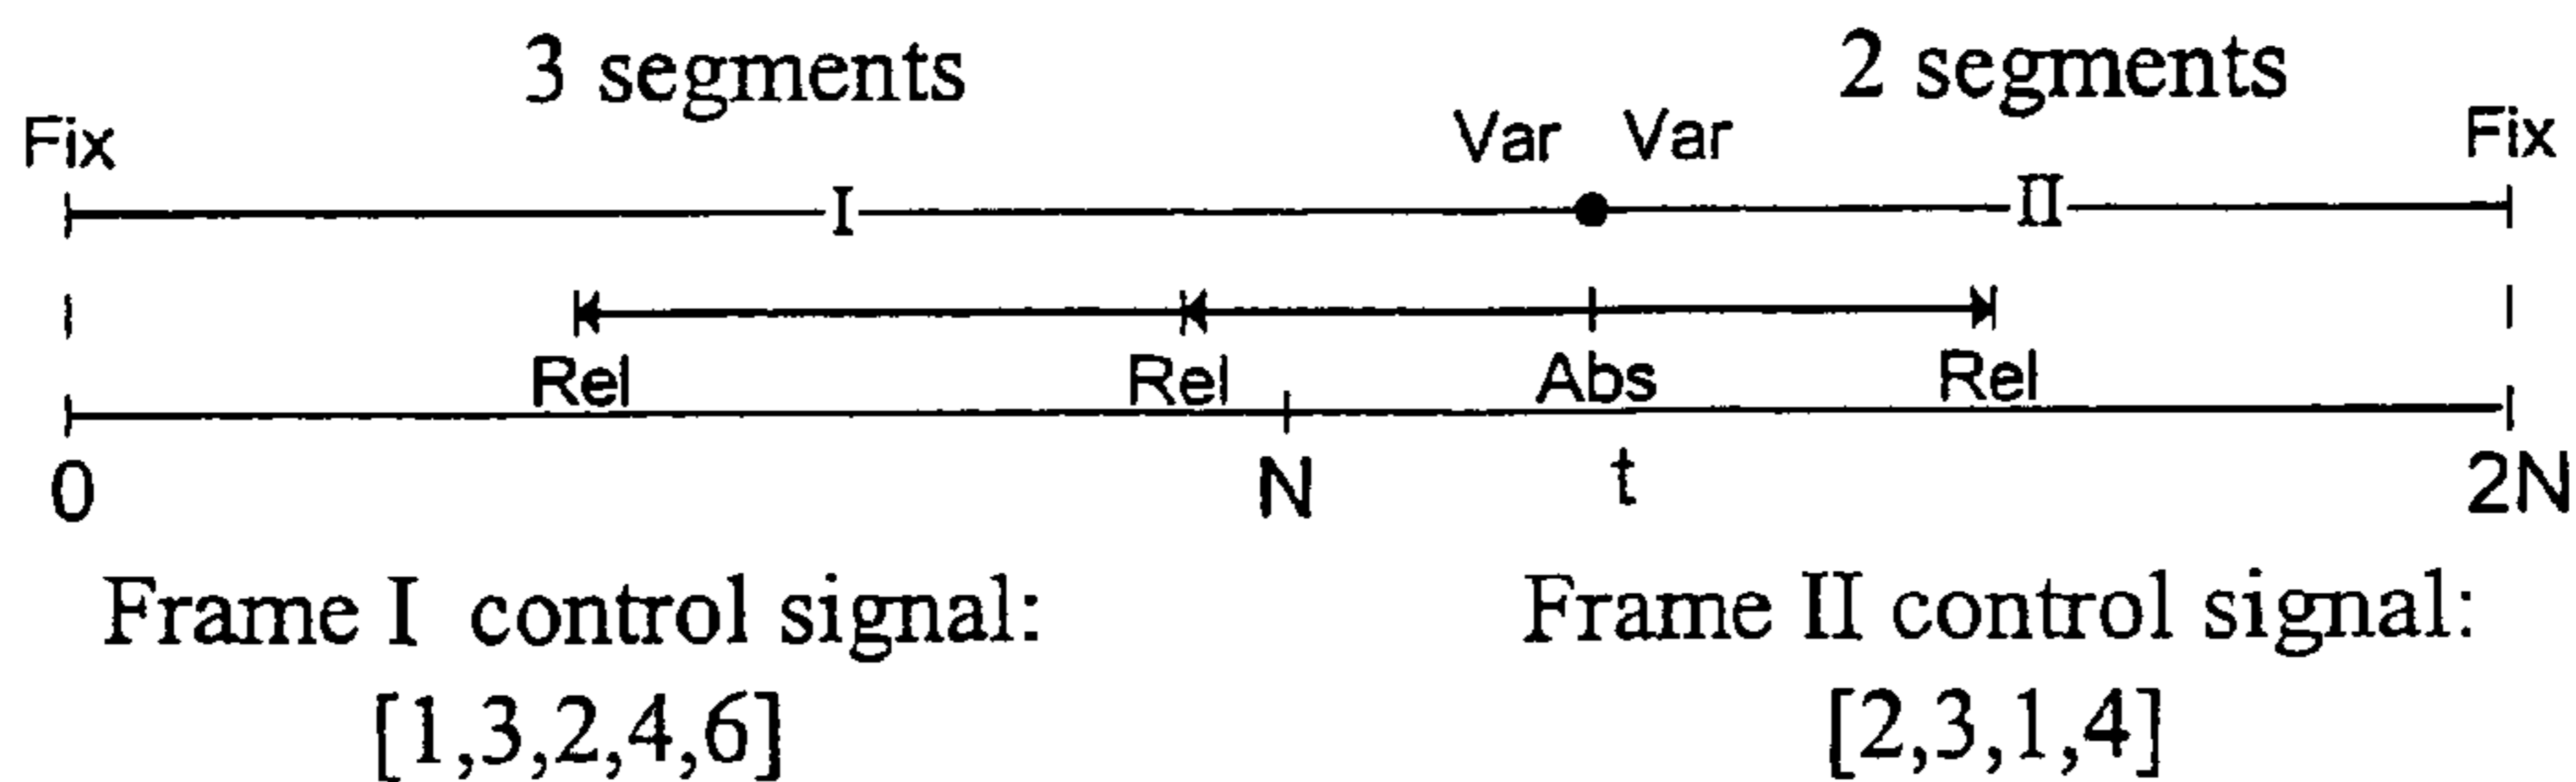 3 segments 2 segments
Fix Var Var Fix
I II
Rel Rel Abs Rel
0 N t 2N
Frame I control signal: Frame II control signal:
[1,3,2,4,6] [2,3,1,4]